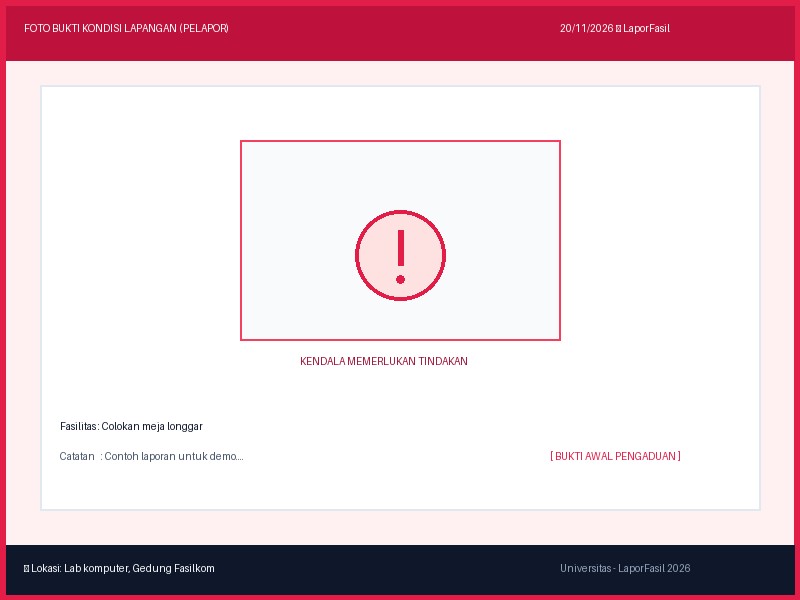 FOTO BUKTI KONDISI LAPANGAN (PELAPOR)
20/11/2026 ▯ LaporFasil
!
KENDALA MEMERLUKAN TINDAKAN
Fasilitas: Colokan meja longgar
Catatan : Contoh laporan untuk demo...
[ BUKTI AWAL PENGADUAN ]
▯ Lokasi: Lab komputer, Gedung Fasilkom
Universitas - LaporFasil 2026